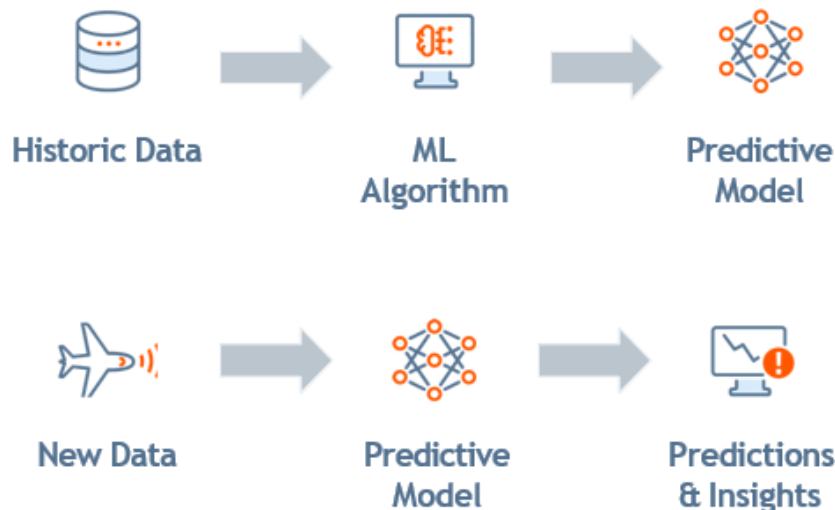 Historic Data
ML
Algorithm
Predictive
Model
New Data
Predictive
Model
Predictions
& Insights